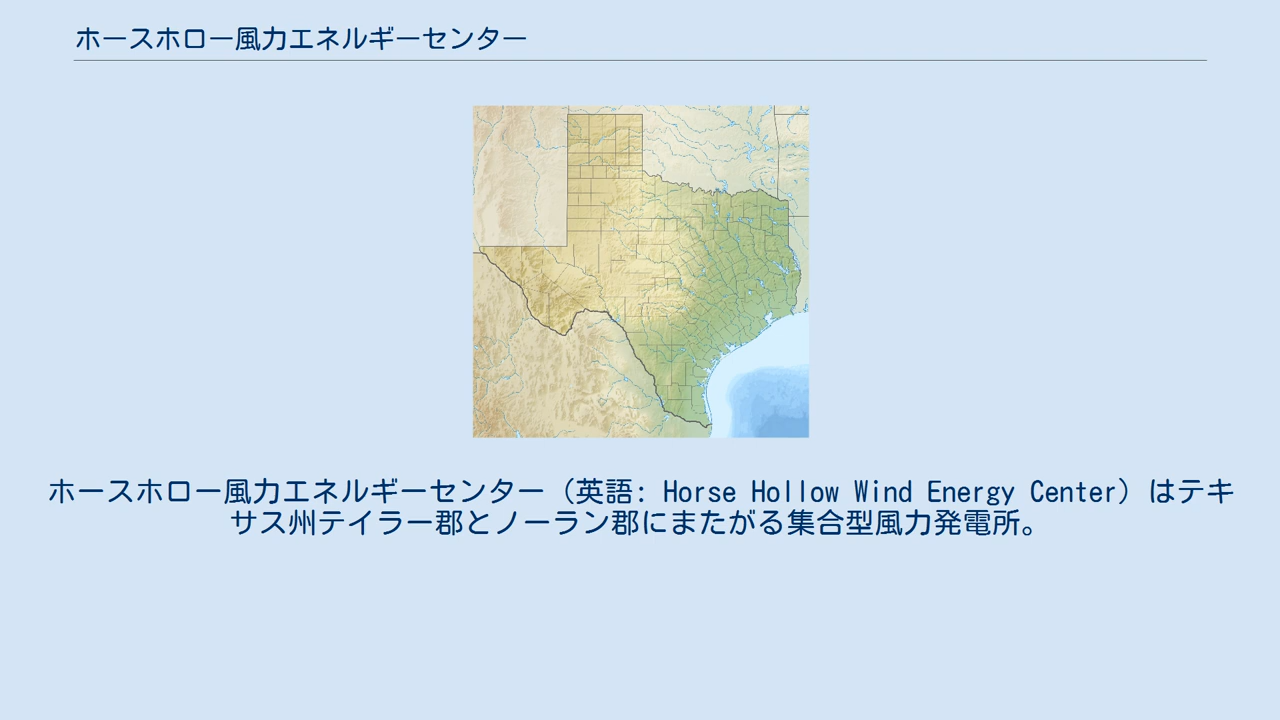 ホースホロー風力エネルギーセンター
ホースホロー風力エネルギーセンター（英語: Horse Hollow Wind Energy Center）はテキ
サス州テイラー郡とノーラン郡にまたがる集合型風力発電所。